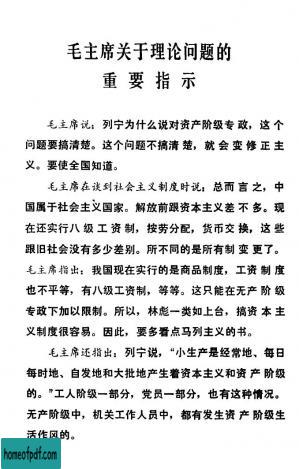 毛主席关于理论问题的
重要指示
毛主席说：列宁为什么说对资产阶级专政，这个
问题要搞清楚。这个问题不搞清楚，就会变修正主
义。要使全国知道。
毛主席在谈到社会主义制度时说：总而言之，中
国属于社会主义国家。解放前跟资本主义差不多。现
在还实行八级工资制，按劳分配，货币交换，这些
跟旧社会没有多少差别。所不同的是所有制变更了。
毛主席指出：我国现在实行的是商品制度，工资制度
也不平等，有八级工资制，等等。这只能在无产阶级
专政下加以限制。所以，林彪一类如上台，搞资本主
义制度很容易。因此，要多看点马列主义的书。
毛主席还指出：列宁说，“小生产是经常地、每日
每时地、自发地和大批地产生着资本主义和资产阶级
的。”工人阶级一部分，党员一部分，也有这种情况。
无产阶级中，机关工作人员中，都有发生资产阶级生
活作风的。
homeofpdf.com